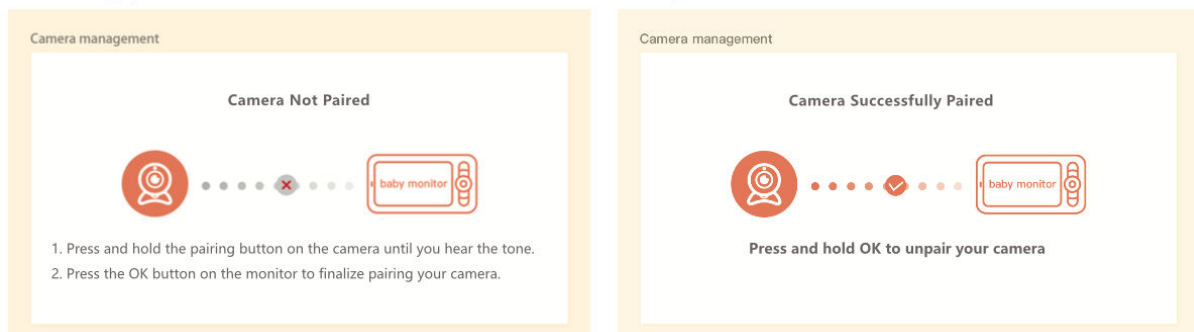 Camera management
Camera Not Paired
baby monitor
1. Press and hold the pairing button on the camera until you hear the tone.
2. Press the OK button on the monitor to finalize pairing your camera.
Camera management
Camera Successfully Paired
baby monitor
Press and hold OK to unpair your camera